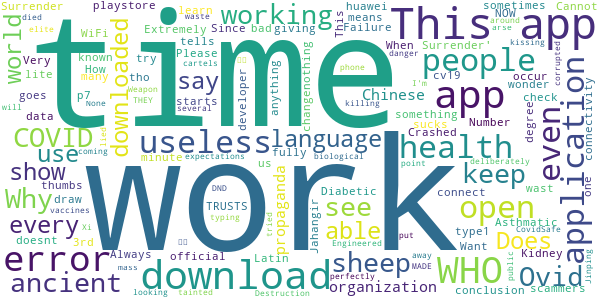 Surrender playstore working This This app Cannot
died learn huawei sometimes NOW
elite WiFi Extremely means around
waste Since bad giving Failure arse
world Very known Please time When kissing
lite How try tells people danger
many tho say Chinese occur
goes p7 starts cv19 wonder
data None minute developer anything changenothing app something check
COVID downloaded useless language Number degree connectivity
use lied us fully Crashed sucks even application
show THEY Weapon several phone I'm killing corrupted
will coming expectations biological health
Why thumbs draw DND point deliberately
doesnt vaccines TRUSTS see connect wast one
every Xi work able Diabetic type1 keep
3rd typing propaganda Jahangir tried Engineered Asthmatic Covidsafe
error Always official Want Does Kidney public
mass sheep Latin put open
ancient download WHO Ovid
looking tainted Destruction organization MADE away conclusion scammers
perfectly cartels Jinping Surrender'